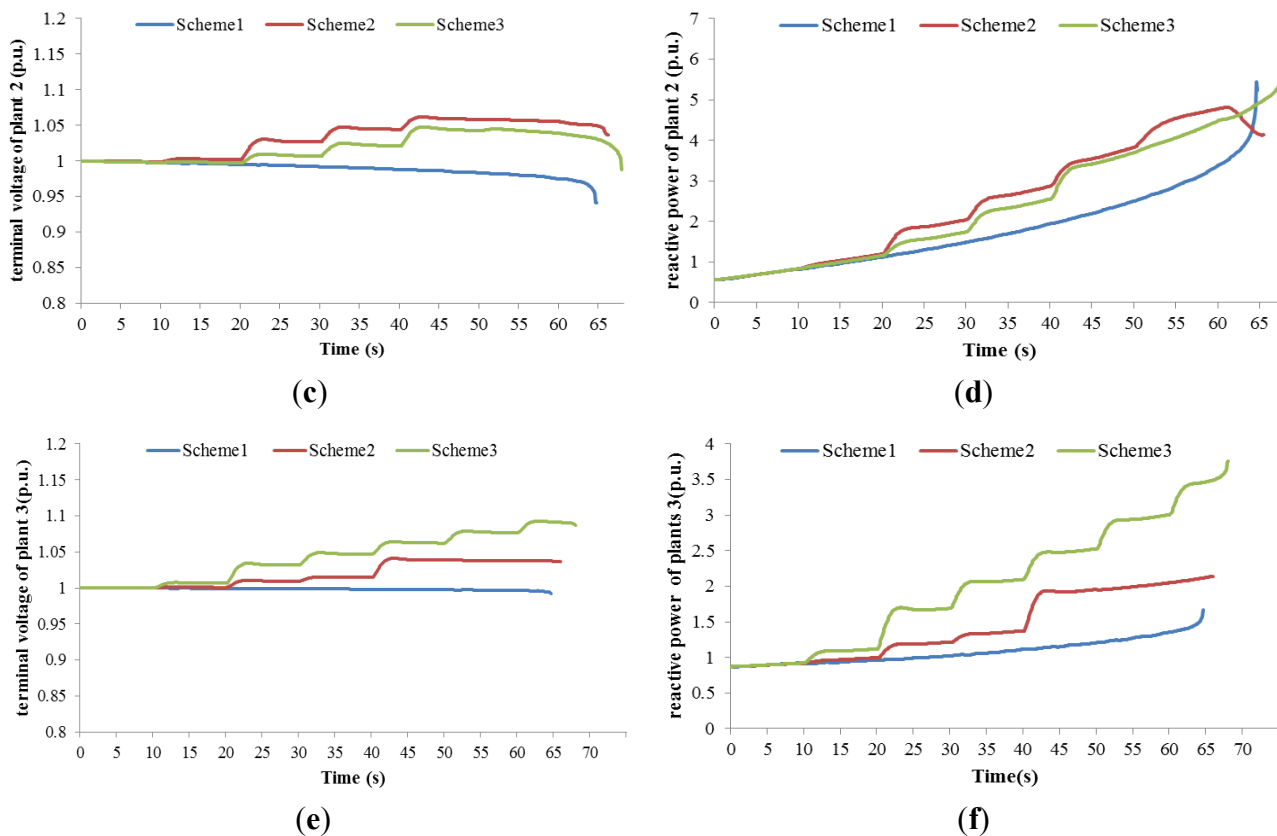 Scheme1 Scheme2 Scheme3
terminal voltage of plant 2 (p.u.)
1.2
1.15
1.1
1.05
1
0.95
0.9
0.85
0.8
0 5 10 15 20 25 30 35 40 45 50 55 60 65
Time (s)
(c)
Scheme1 Scheme2 Scheme3
reactive power of plant 2 (p.u.)
7
6
5
4
3
2
1
0
0 5 10 15 20 25 30 35 40 45 50 55 60 65
Time (s)
(d)
Scheme1 Scheme2 Scheme3
terminal voltage of plant 3(p.u.)
1.2
1.15
1.1
1.05
1
0.95
0.9
0.85
0.8
0 5 10 15 20 25 30 35 40 45 50 55 60 65 70
Time (s)
(e)
Scheme1 Scheme2 Scheme3
reactive power of plants 3(p.u.)
4
3.5
3
2.5
2
1.5
1
0.5
0
0 5 10 15 20 25 30 35 40 45 50 55 60 65 70
Time(s)
(f)